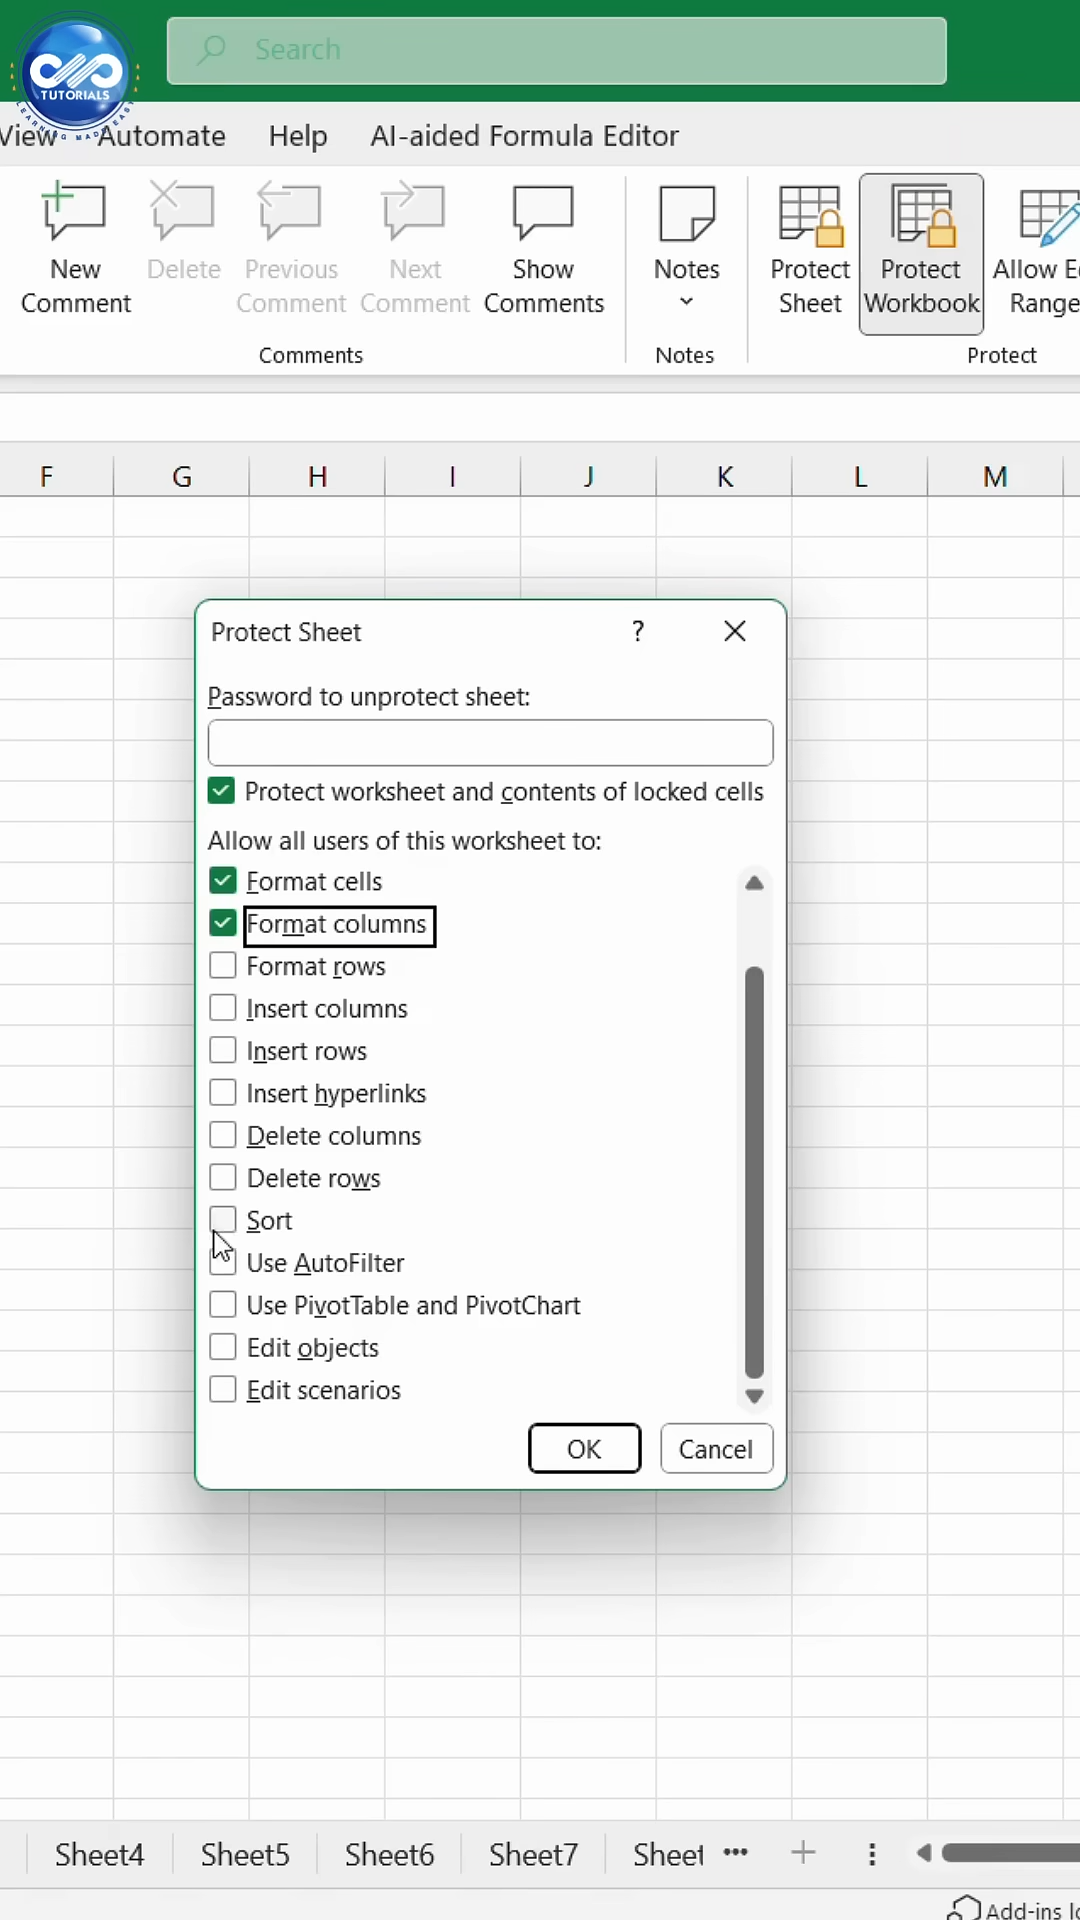 TUTORIALS
LEARNING MADE EASY
Search
View Automate Help AI-aided Formula Editor
New Comment
Delete
Previous Comment
Next Comment
Show Comments
Notes
Protect Sheet
Protect Workbook
Allow E
Range
Comments Notes Protect
F G H I J K L M
Protect Sheet ?
Password to unprotect sheet:
Protect worksheet and contents of locked cells
Allow all users of this worksheet to:
Format cells
Format columns
Format rows
Insert columns
Insert rows
Insert hyperlinks
Delete columns
Delete rows
Sort
Use AutoFilter
Use PivotTable and PivotChart
Edit objects
Edit scenarios
OK Cancel
Sheet4 Sheet5 Sheet6 Sheet7 Sheet ...
Add-ins lo